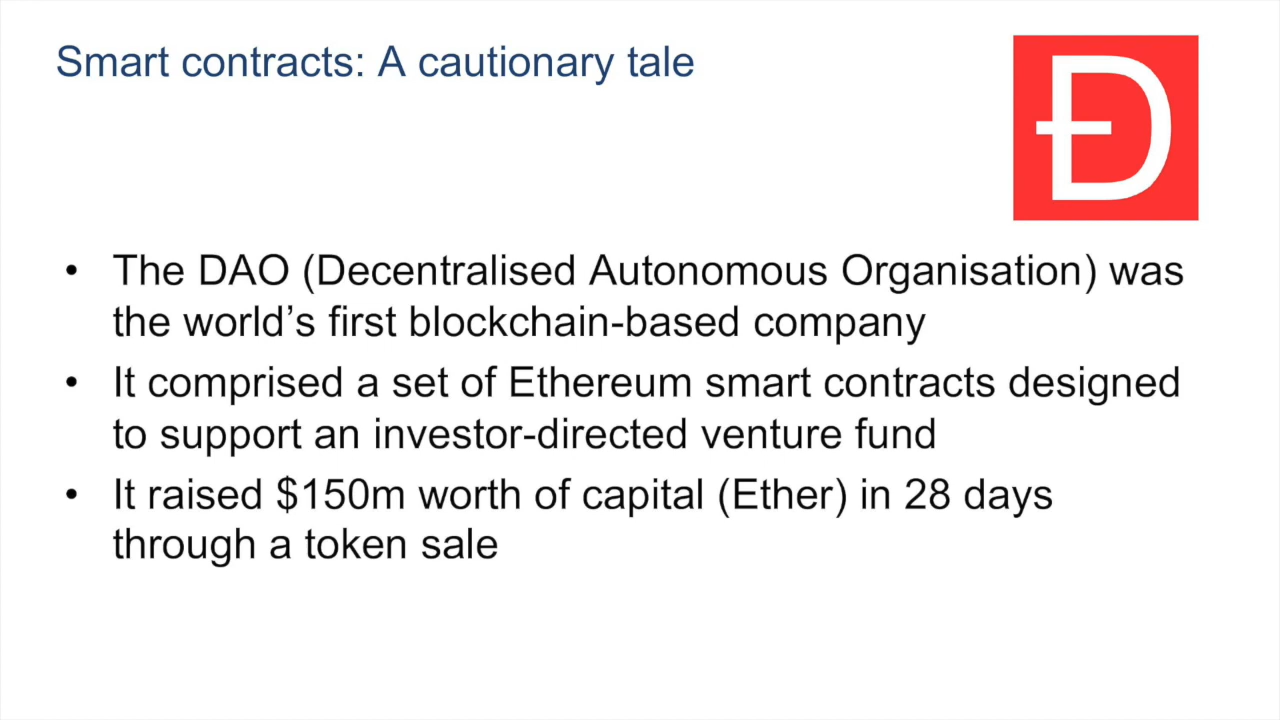 Smart contracts: A cautionary tale
Đ
• The DAO (Decentralised Autonomous Organisation) was
the world’s first blockchain-based company
• It comprised a set of Ethereum smart contracts designed
to support an investor-directed venture fund
• It raised $150m worth of capital (Ether) in 28 days
through a token sale